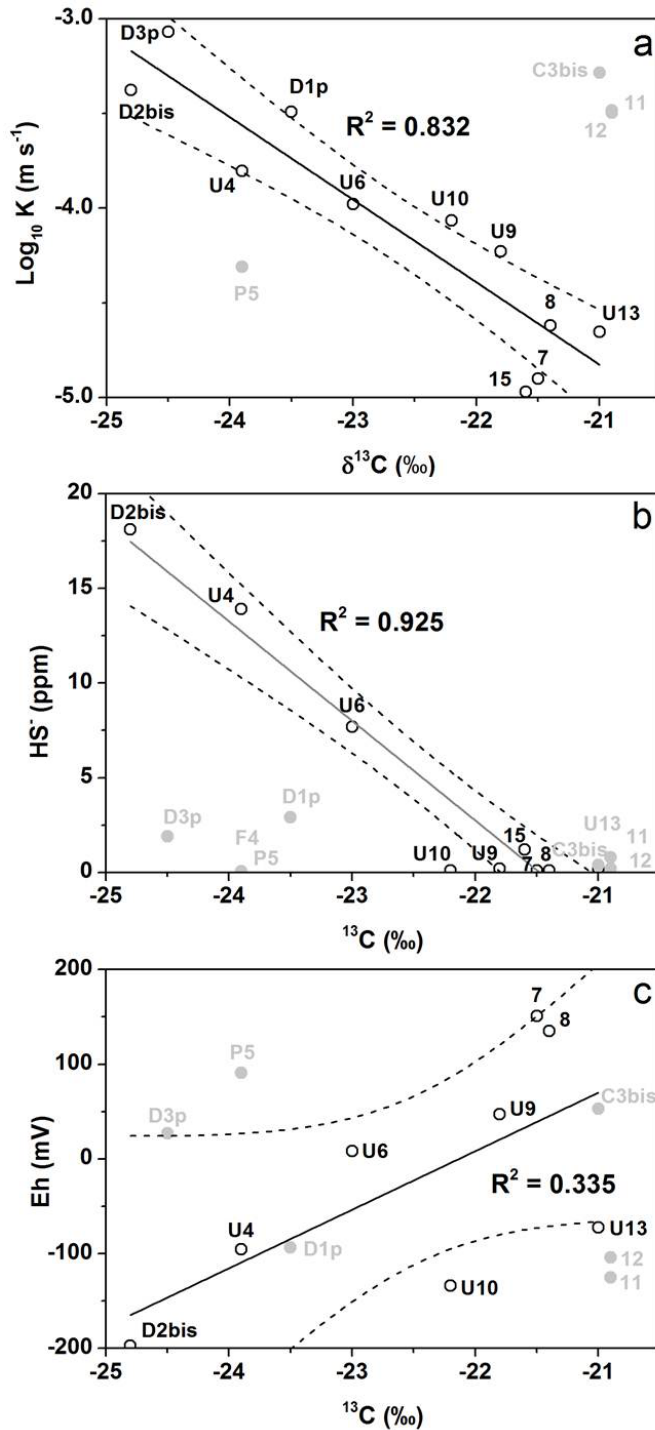 a
-3.0
D3p
C3bis
11
12
D2bis
D1p
R² = 0.832
U4
U6
U10
U9
-4.0
Log₁₀ K (m s⁻¹)
P5
8
U13
7
15
-5.0
-25 -24 -23 -22 -21
δ¹³C (‰)
b
20
D2bis
15
U4
R² = 0.925
10
HS⁻ (ppm)
U6
5
D3p
D1p
F4
P5
U13
15
11
U10
U9
7
8
C3bis
12
0
-25 -24 -23 -22 -21
¹³C (‰)
c
200
7
8
P5
100
D3p
U9
C3bis
U6
0
Eh (mV)
R² = 0.335
U4
D1p
U13
-100
U10
12
11
D2bis
-200
-25 -24 -23 -22 -21
¹³C (‰)